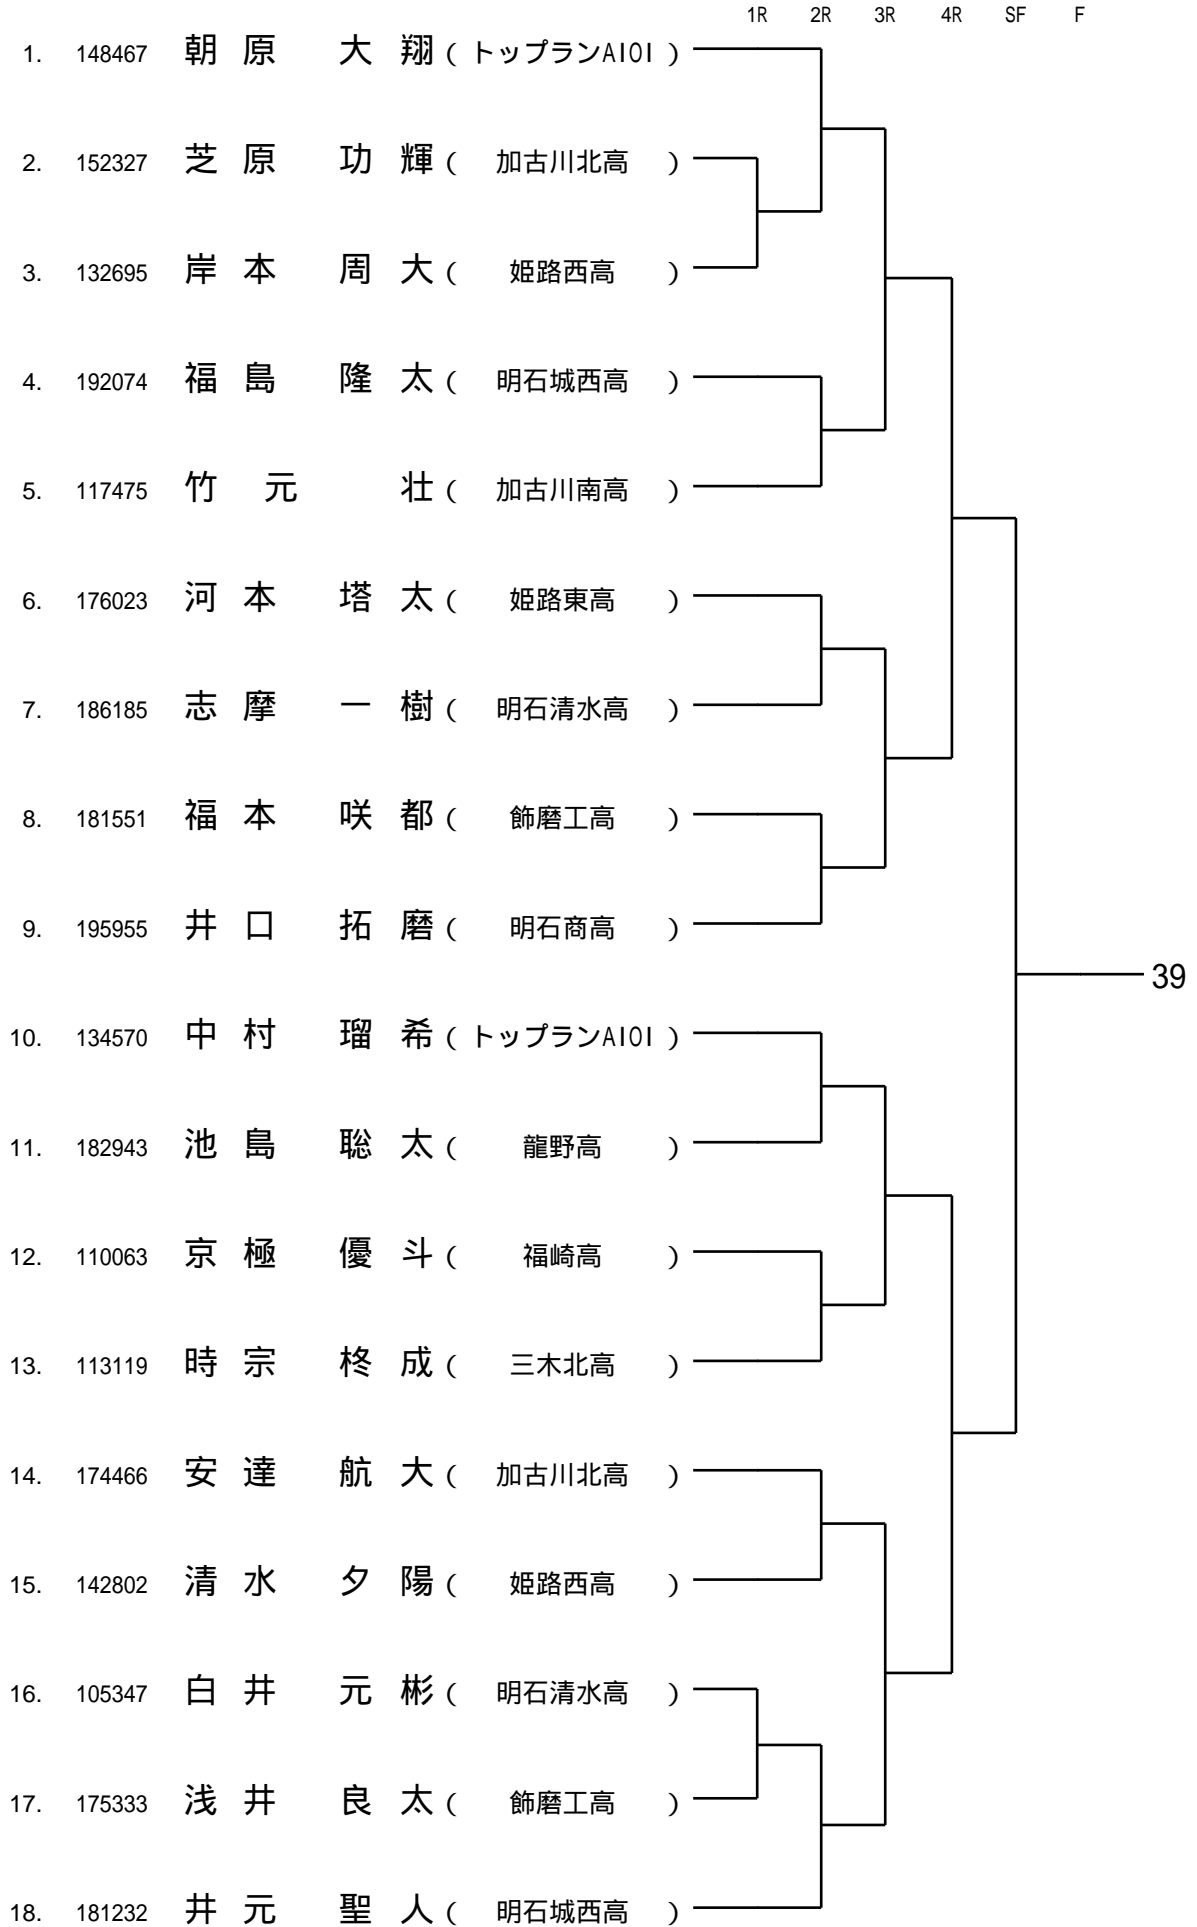 1R 2R 3R 4R SF F
1. 148467 朝原 大翔 (トップランAIOI)
2. 152327 芝原 功輝 (加古川北高)
3. 132695 岸本 周大 (姫路西高)
4. 192074 福島 隆太 (明石城西高)
5. 117475 竹元 壮 (加古川南高)
6. 176023 河本 塔太 (姫路東高)
7. 186185 志摩 一樹 (明石清水高)
8. 181551 福本 咲都 (飾磨工高)
9. 195955 井口 拓磨 (明石商高)
39
10. 134570 中村 瑠希 (トップランAIOI)
11. 182943 池島 聡太 (龍野高)
12. 110063 京極 優斗 (福崎高)
13. 113119 時宗 柊成 (三木北高)
14. 174466 安達 航大 (加古川北高)
15. 142802 清水 夕陽 (姫路西高)
16. 105347 白井 元彬 (明石清水高)
17. 175333 浅井 良太 (飾磨工高)
18. 181232 井元 聖人 (明石城西高)